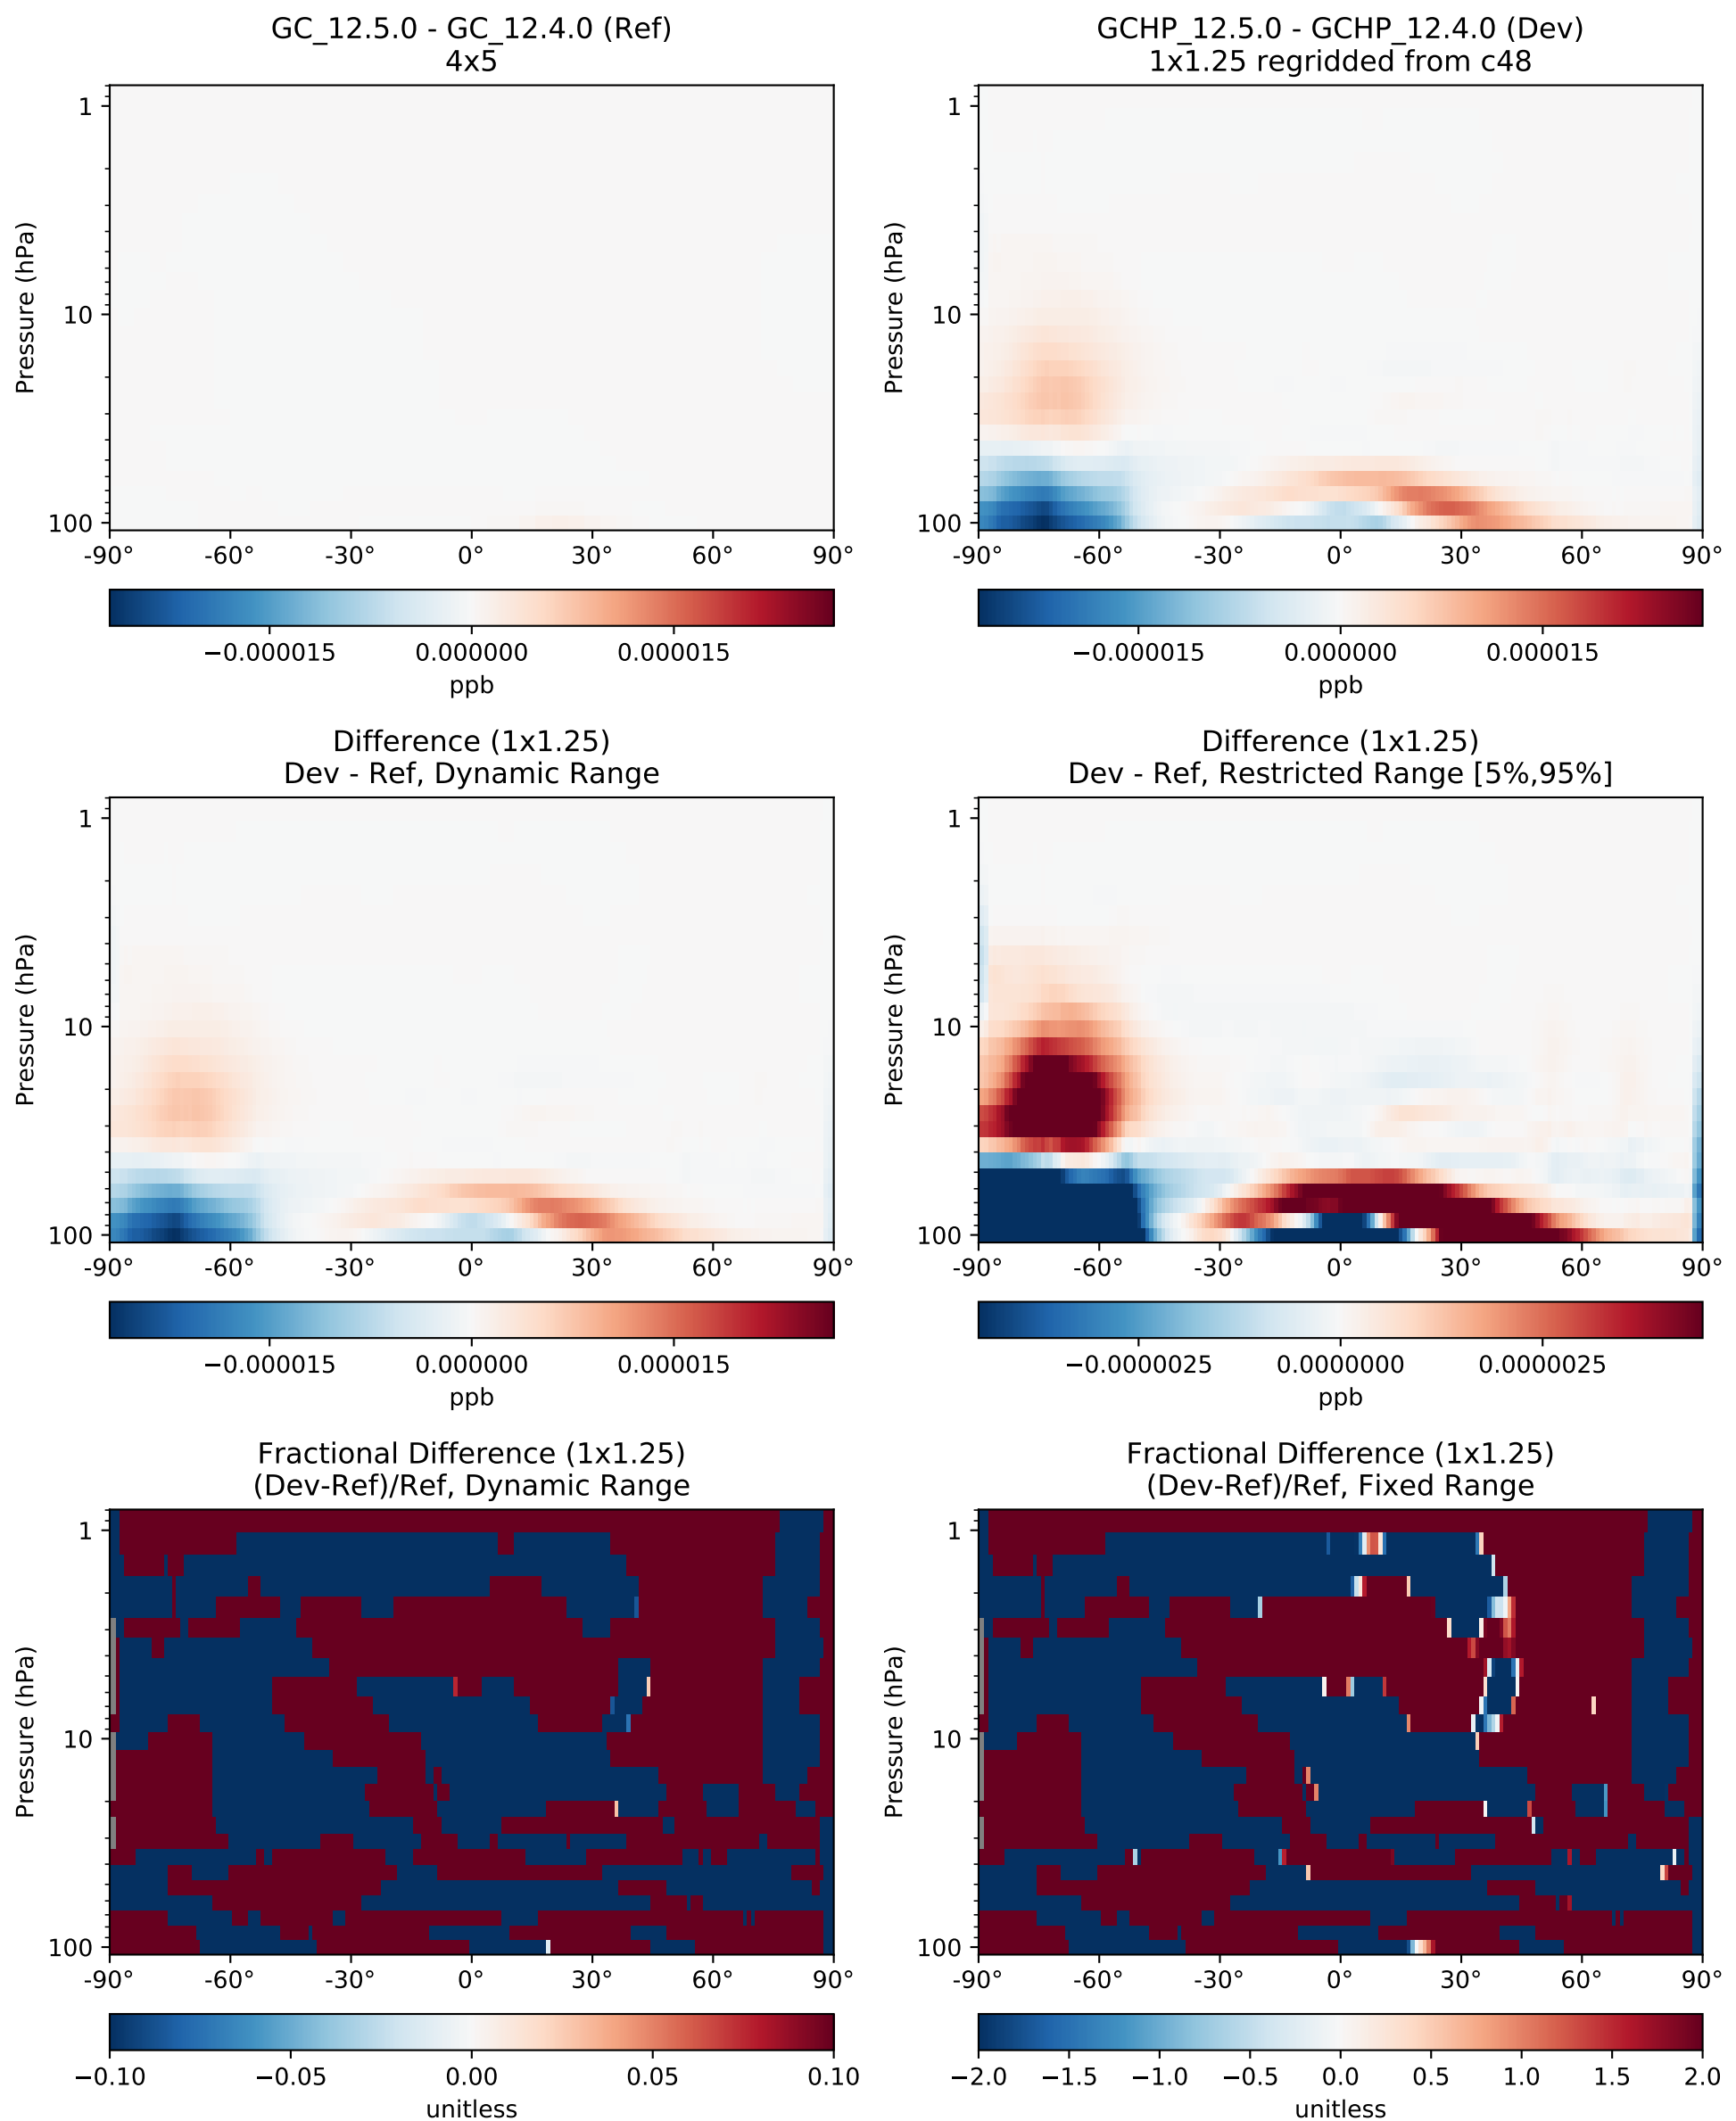 GC_12.5.0 - GC_12.4.0 (Ref)
4x5
Pressure (hPa)
1
10
100
-90° -60° -30° 0° 30° 60° 90°
−0.000015 0.000000 0.000015
ppb
GCHP_12.5.0 - GCHP_12.4.0 (Dev)
1x1.25 regridded from c48
Pressure (hPa)
1
10
100
-90° -60° -30° 0° 30° 60° 90°
−0.000015 0.000000 0.000015
ppb
Difference (1x1.25)
Dev - Ref, Dynamic Range
Pressure (hPa)
1
10
100
-90° -60° -30° 0° 30° 60° 90°
−0.000015 0.000000 0.000015
ppb
Difference (1x1.25)
Dev - Ref, Restricted Range [5%,95%]
Pressure (hPa)
1
10
100
-90° -60° -30° 0° 30° 60° 90°
−0.0000025 0.0000000 0.0000025
ppb
Fractional Difference (1x1.25)
(Dev-Ref)/Ref, Dynamic Range
Pressure (hPa)
1
10
100
-90° -60° -30° 0° 30° 60° 90°
−0.10 −0.05 0.00 0.05 0.10
unitless
Fractional Difference (1x1.25)
(Dev-Ref)/Ref, Fixed Range
Pressure (hPa)
1
10
100
-90° -60° -30° 0° 30° 60° 90°
−2.0 −1.5 −1.0 −0.5 0.0 0.5 1.0 1.5 2.0
unitless